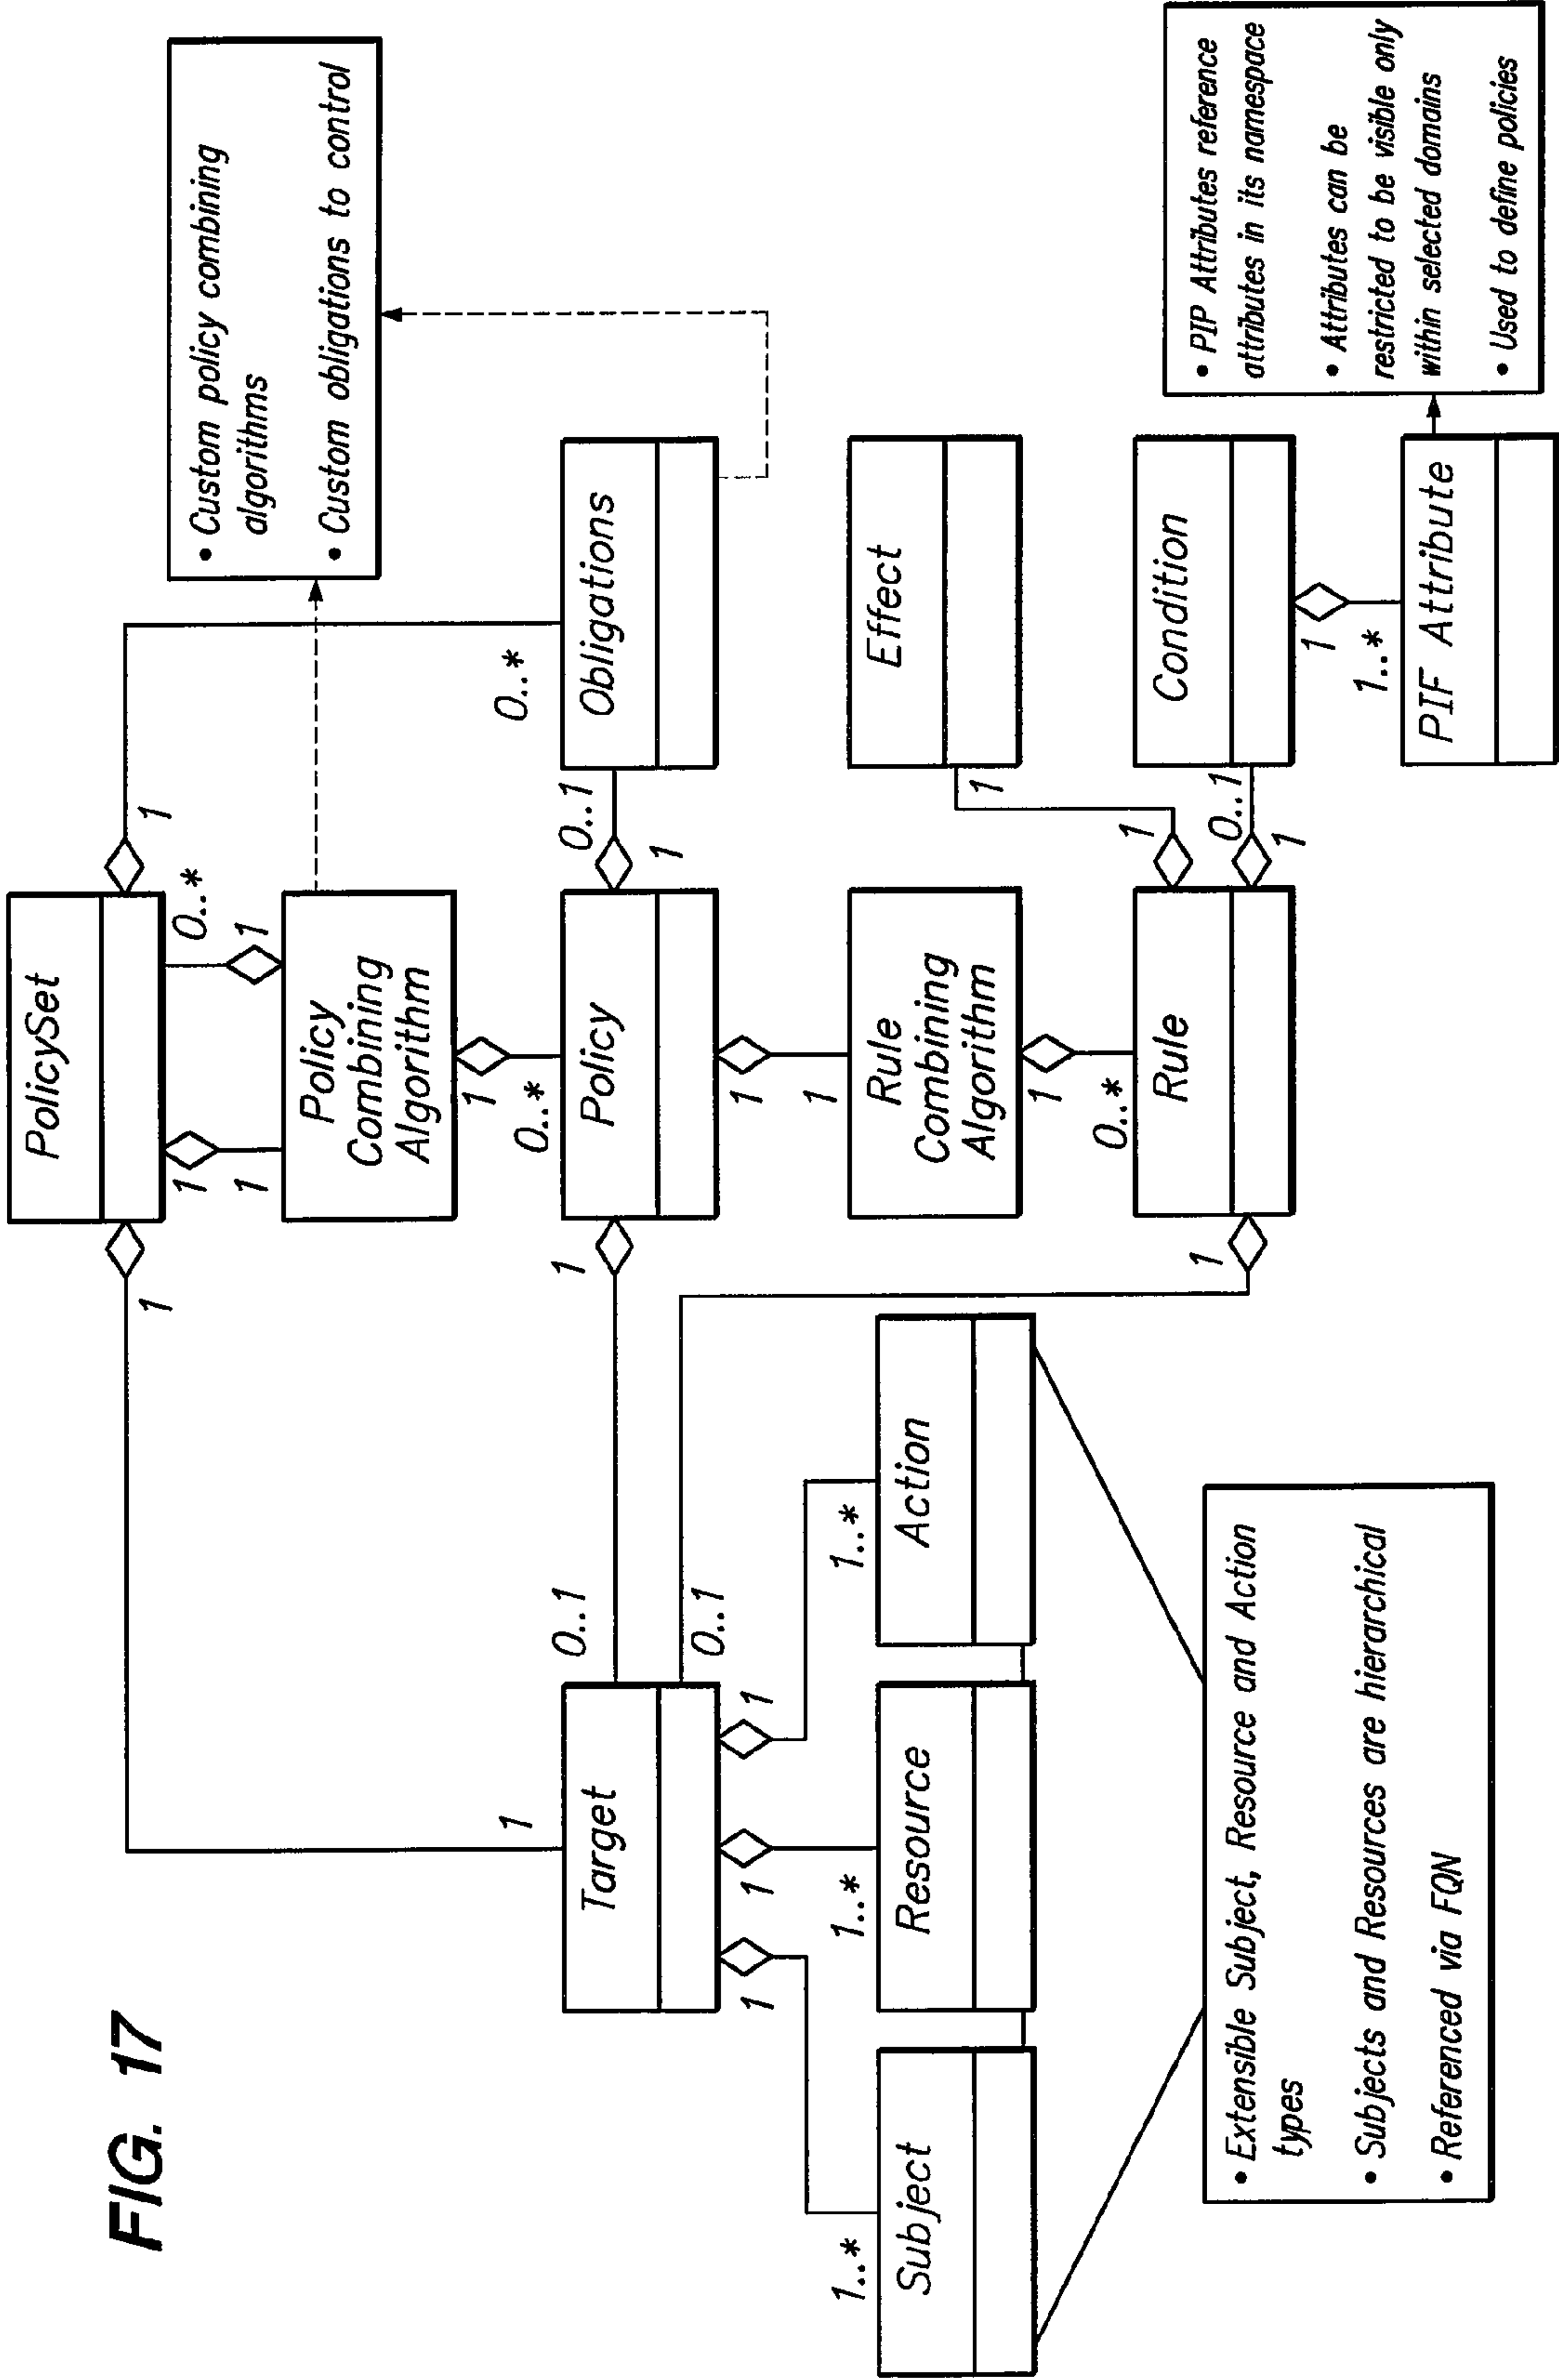 FIG. 17
PolicySet
1
1
1
1
0..*
1
Policy
Combining
Algorithm
• Custom policy combining
algorithms
• Custom obligations to control
1
0..*
1
0..*
Target
0..1
0..1
1
Policy
0..1
1
Obligations
1
1
1
1
1
1..*
1..*
1..*
Subject
Resource
Action
Rule
Combining
Algorithm
Effect
1
1
0..*
1
1
Rule
0..1
1
Condition
1
1..*
PIF Attribute
• Extensible Subject, Resource and Action
types
• Subjects and Resources are hierarchical
• Referenced via FQN
• PIP Attributes reference
attributes in its namespace
• Attributes can be
restricted to be visible only
within selected domains
• Used to define policies